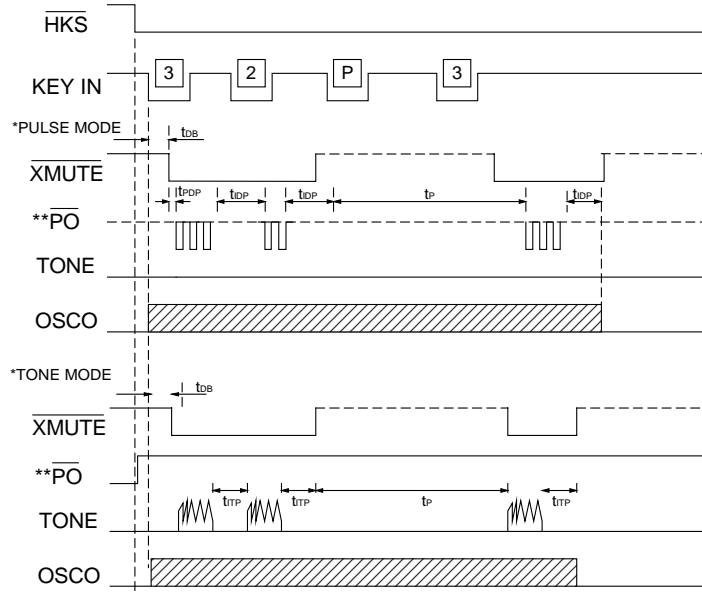 HKS
KEY IN
3 2 P 3
*PULSE MODE
tDB
XMUTE
tPDP tIDP tIDP tP tIDP
**PO
TONE
OSCO
*TONE MODE
tDB
XMUTE
**PO
tITP tITP tP tITP
TONE
OSCO